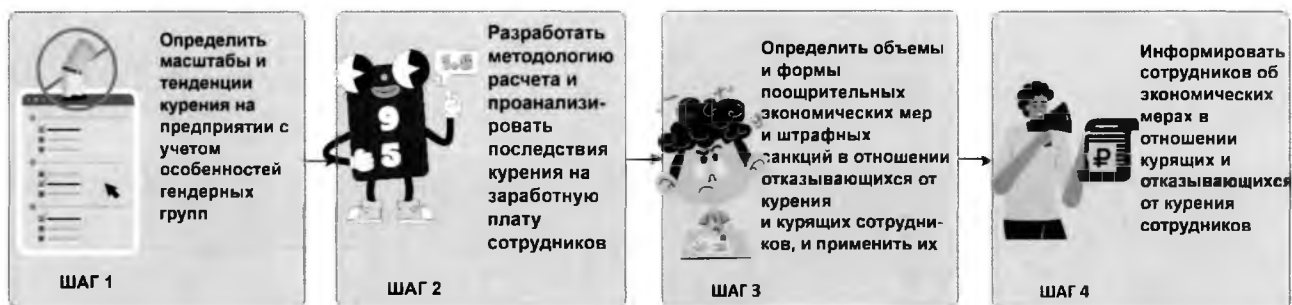 Определить
масштабы и
тенденции
курения на
предприятии с
учетом
особенностей
гендерных
групп
ШАГ 1
Разработать
методологию
расчета и
проанализи-
ровать
последствия
курения на
заработную
плату
сотрудников
9
5
ШАГ 2
Определить объемы
и формы
поощрительных
экономических мер
и штрафных
санкций в отношении
отказывающихся от
курения
и курящих сотрудни-
ков, и применить их
ШАГ 3
Информировать
сотрудников об
экономических
мерах в
отношении
курящих и
отказывающихся
от курения
сотрудников
₽
ШАГ 4